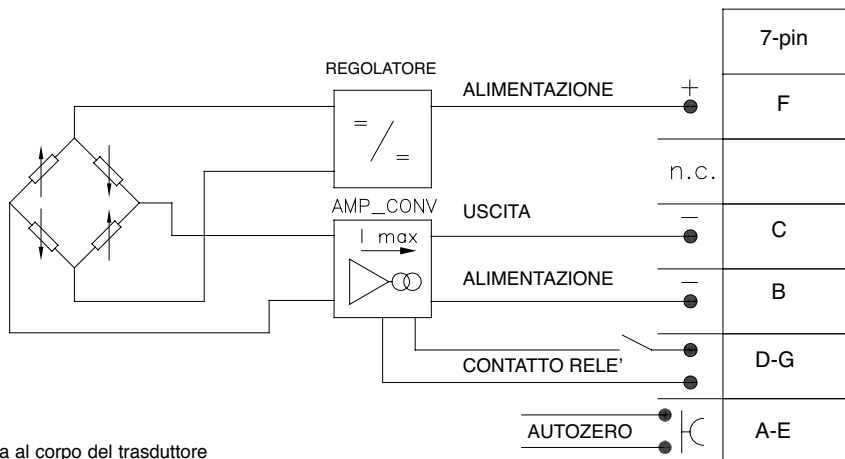 7-pin
REGOLATORE
ALIMENTAZIONE + F
= / =
n.c.
AMP_CONV
USCITA – C
I max
ALIMENTAZIONE – B
CONTATTO RELE’ D-G
AUTOZERO A-E
a al corpo del trasduttore